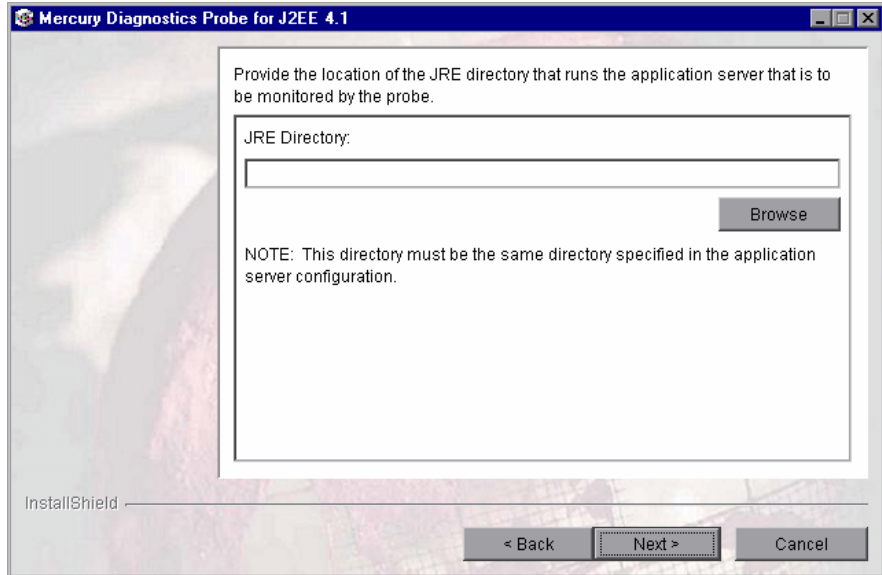 Mercury Diagnostics Probe for J2EE 4.1
Provide the location of the JRE directory that runs the application server that is to
be monitored by the probe.
JRE Directory:
Browse
NOTE:  This directory must be the same directory specified in the application
server configuration.
InstallShield
< Back
Next >
Cancel